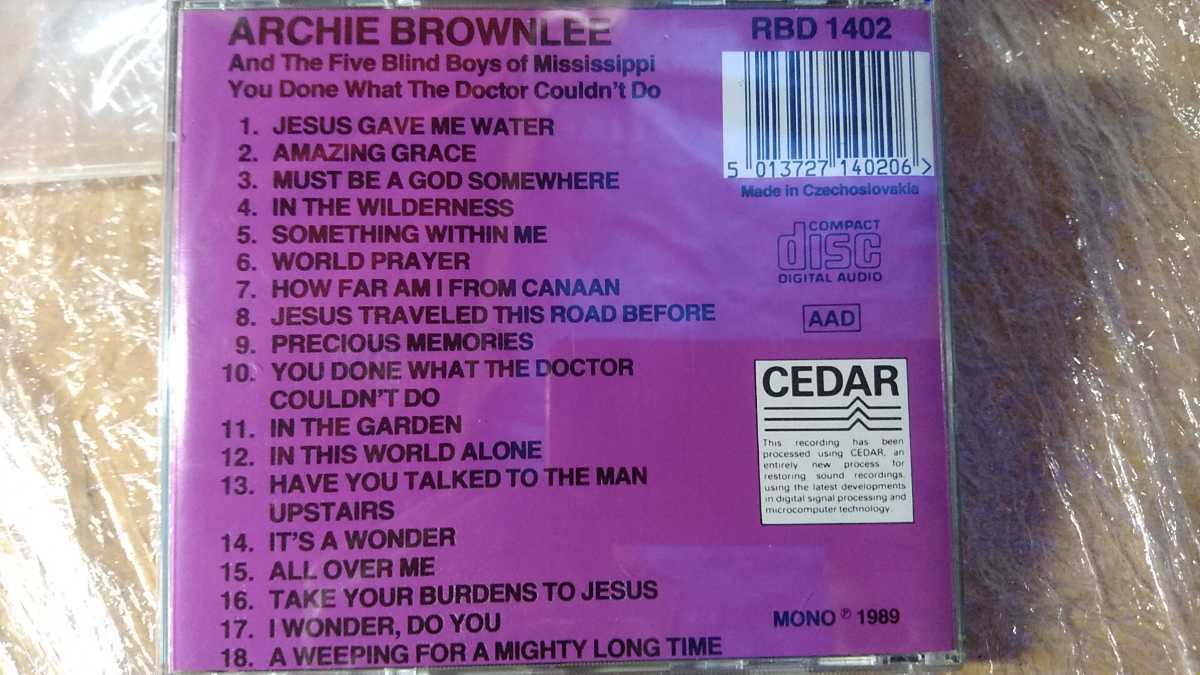 ARCHIE BROWNLEE
And The Five Blind Boys of Mississippi
You Done What The Doctor Couldn't Do
1. JESUS GAVE ME WATER
2. AMAZING GRACE
3. MUST BE A GOD SOMEWHERE
4. IN THE WILDERNESS
5. SOMETHING WITHIN ME
6. WORLD PRAYER
7. HOW FAR AM I FROM CANAAN
8. JESUS TRAVELED THIS ROAD BEFORE
9. PRECIOUS MEMORIES
10. YOU DONE WHAT THE DOCTOR
COULDN'T DO
11. IN THE GARDEN
12. IN THIS WORLD ALONE
13. HAVE YOU TALKED TO THE MAN
UPSTAIRS
14. IT'S A WONDER
15. ALL OVER ME
16. TAKE YOUR BURDENS TO JESUS
17. I WONDER, DO YOU
18. A WEEPING FOR A MIGHTY LONG TIME
RBD 1402
5 013727 140206 >
Made in Czechoslovakia
COMPACT
disc
DIGITAL AUDIO
AAD
CEDAR
This recording has been
processed using CEDAR, an
entirely new process for
restoring sound recordings,
using the latest developments
in digital signal processing and
microcomputer technology.
MONO ℗ 1989